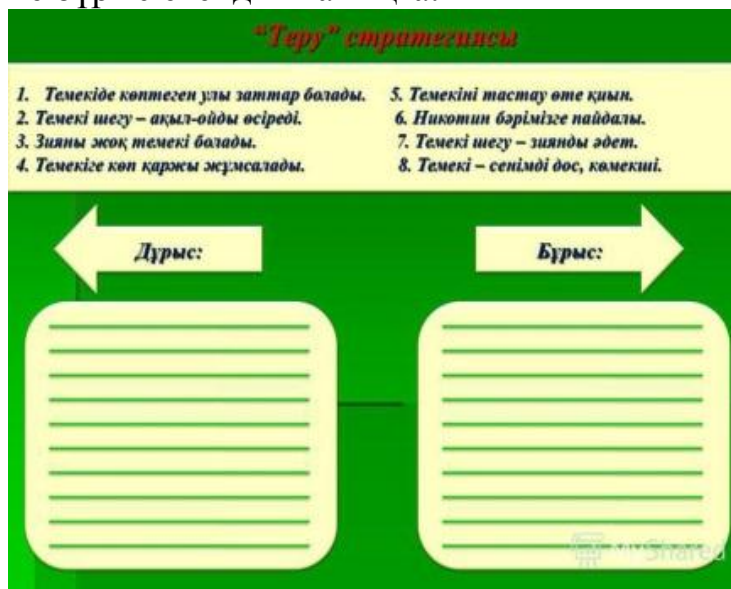 "Теру" стратегиясы
1. Темекіде көптеген улы заттар болады.
2. Темекі шегу – ақыл-ойды өсіреді.
3. Зияны жоқ темекі болады.
4. Темекіге көп қаржы жұмсалады.
5. Темекіні тастау өте қиын.
6. Никотин бәрімізге пайдалы.
7. Темекі шегу – зиянды әдет.
8. Темекі – сенімді дос, көмекші.
Дұрыс:
Бұрыс:
MyShared